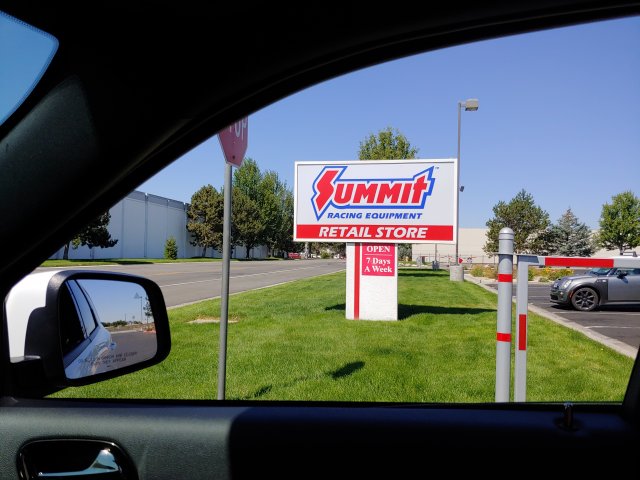 SUMMIT
RACING EQUIPMENT
RETAIL STORE
OPEN
7 Days
A Week